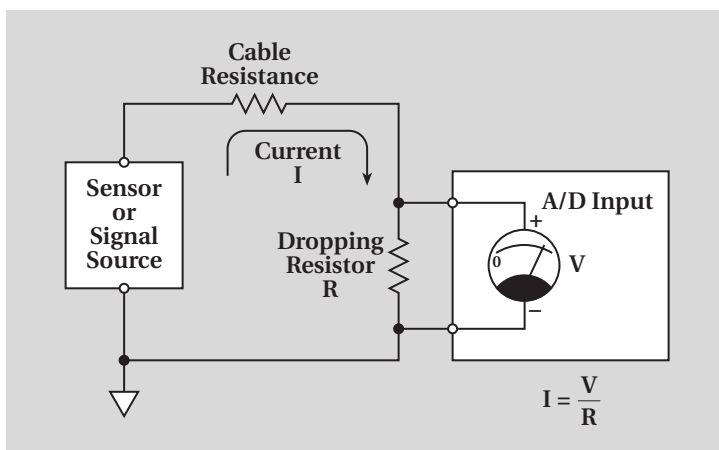 Cable
Resistance
Current
I
Sensor
or
Signal
Source
Dropping
Resistor
R
A/D Input
+
0
V
–
I = V/R